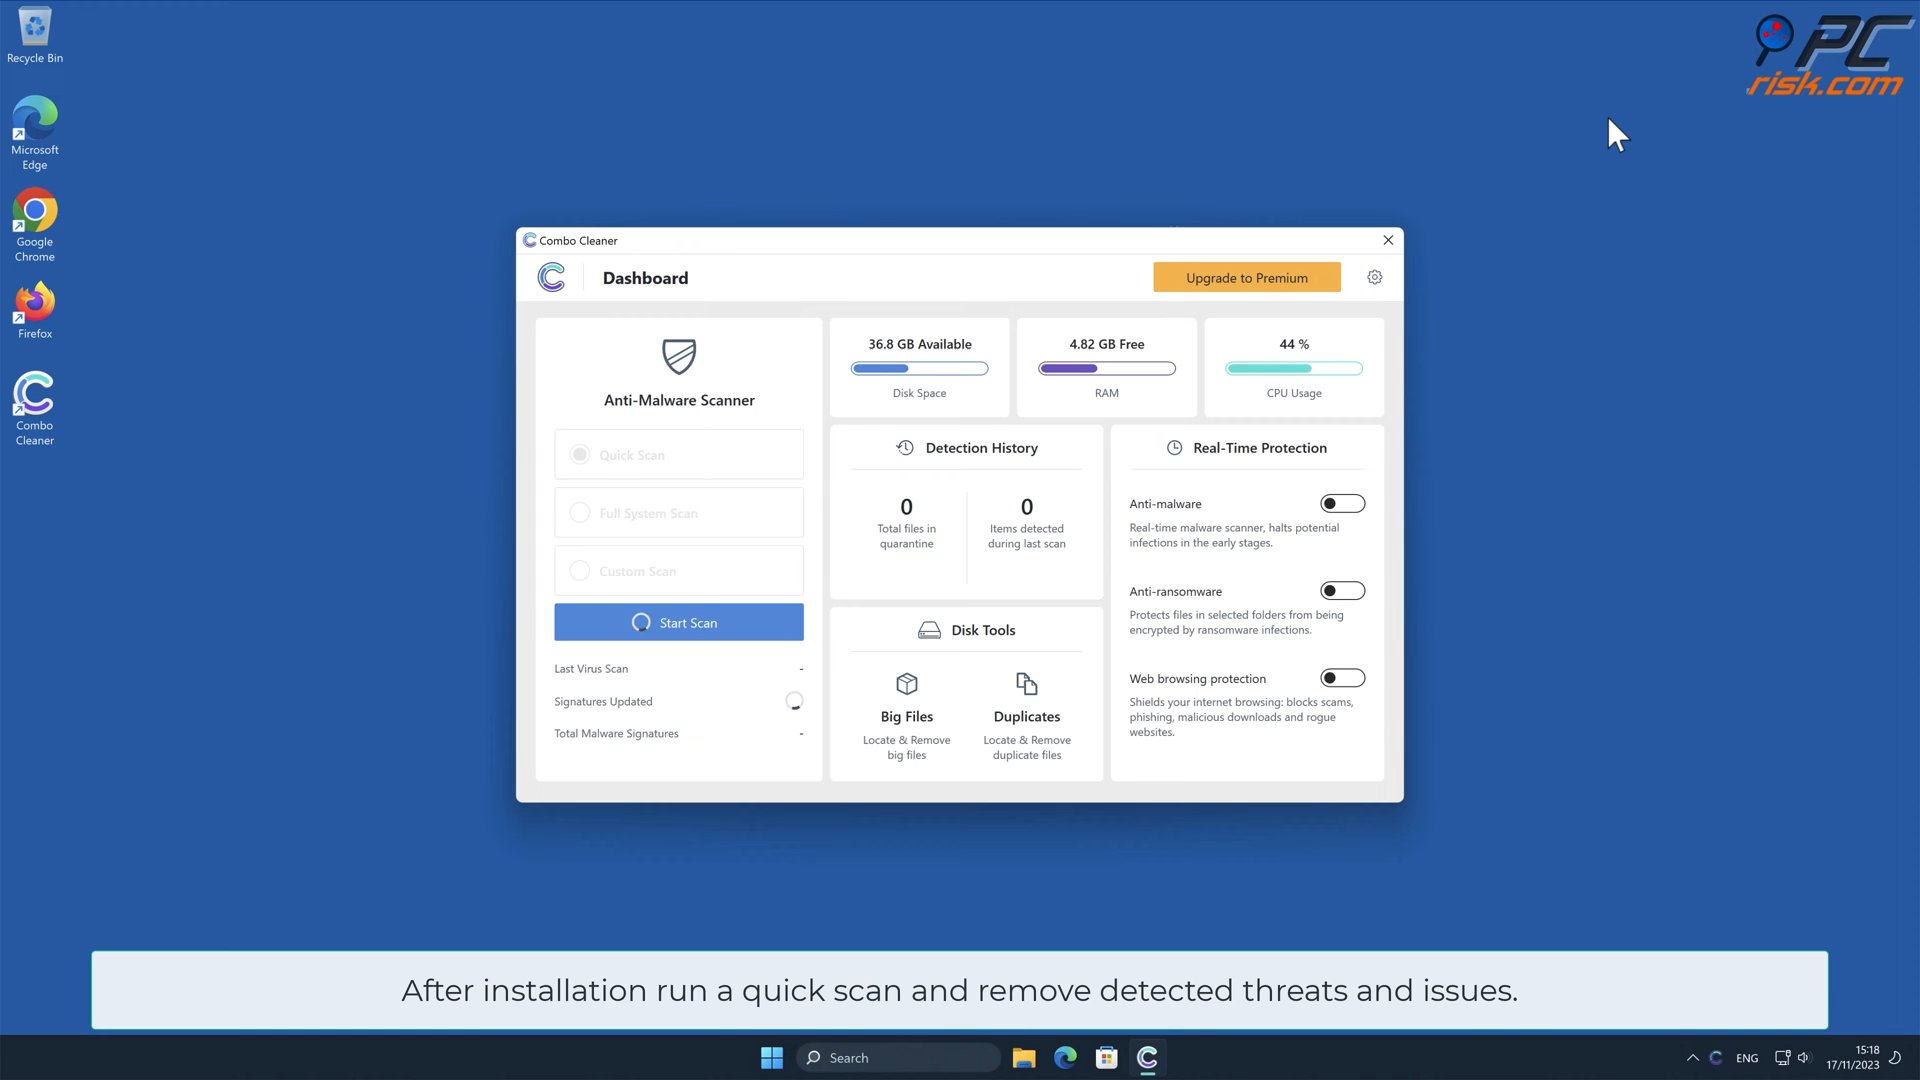 Recycle Bin
Microsoft
Edge
Google
Chrome
Firefox
Combo
Cleaner
PC
risk.com
Combo Cleaner
Dashboard
Upgrade to Premium
Anti-Malware Scanner
Quick Scan
Full System Scan
Custom Scan
Start Scan
Last Virus Scan -
Signatures Updated
Total Malware Signatures -
36.8 GB Available
Disk Space
4.82 GB Free
RAM
44 %
CPU Usage
Detection History
0
Total files in
quarantine
0
Items detected
during last scan
Disk Tools
Big Files
Locate & Remove
big files
Duplicates
Locate & Remove
duplicate files
Real-Time Protection
Anti-malware
Real-time malware scanner, halts potential
infections in the early stages.
Anti-ransomware
Protects files in selected folders from being
encrypted by ransomware infections.
Web browsing protection
Shields your internet browsing: blocks scams,
phishing, malicious downloads and rogue
websites.
After installation run a quick scan and remove detected threats and issues.
Search
ENG
15:18
17/11/2023